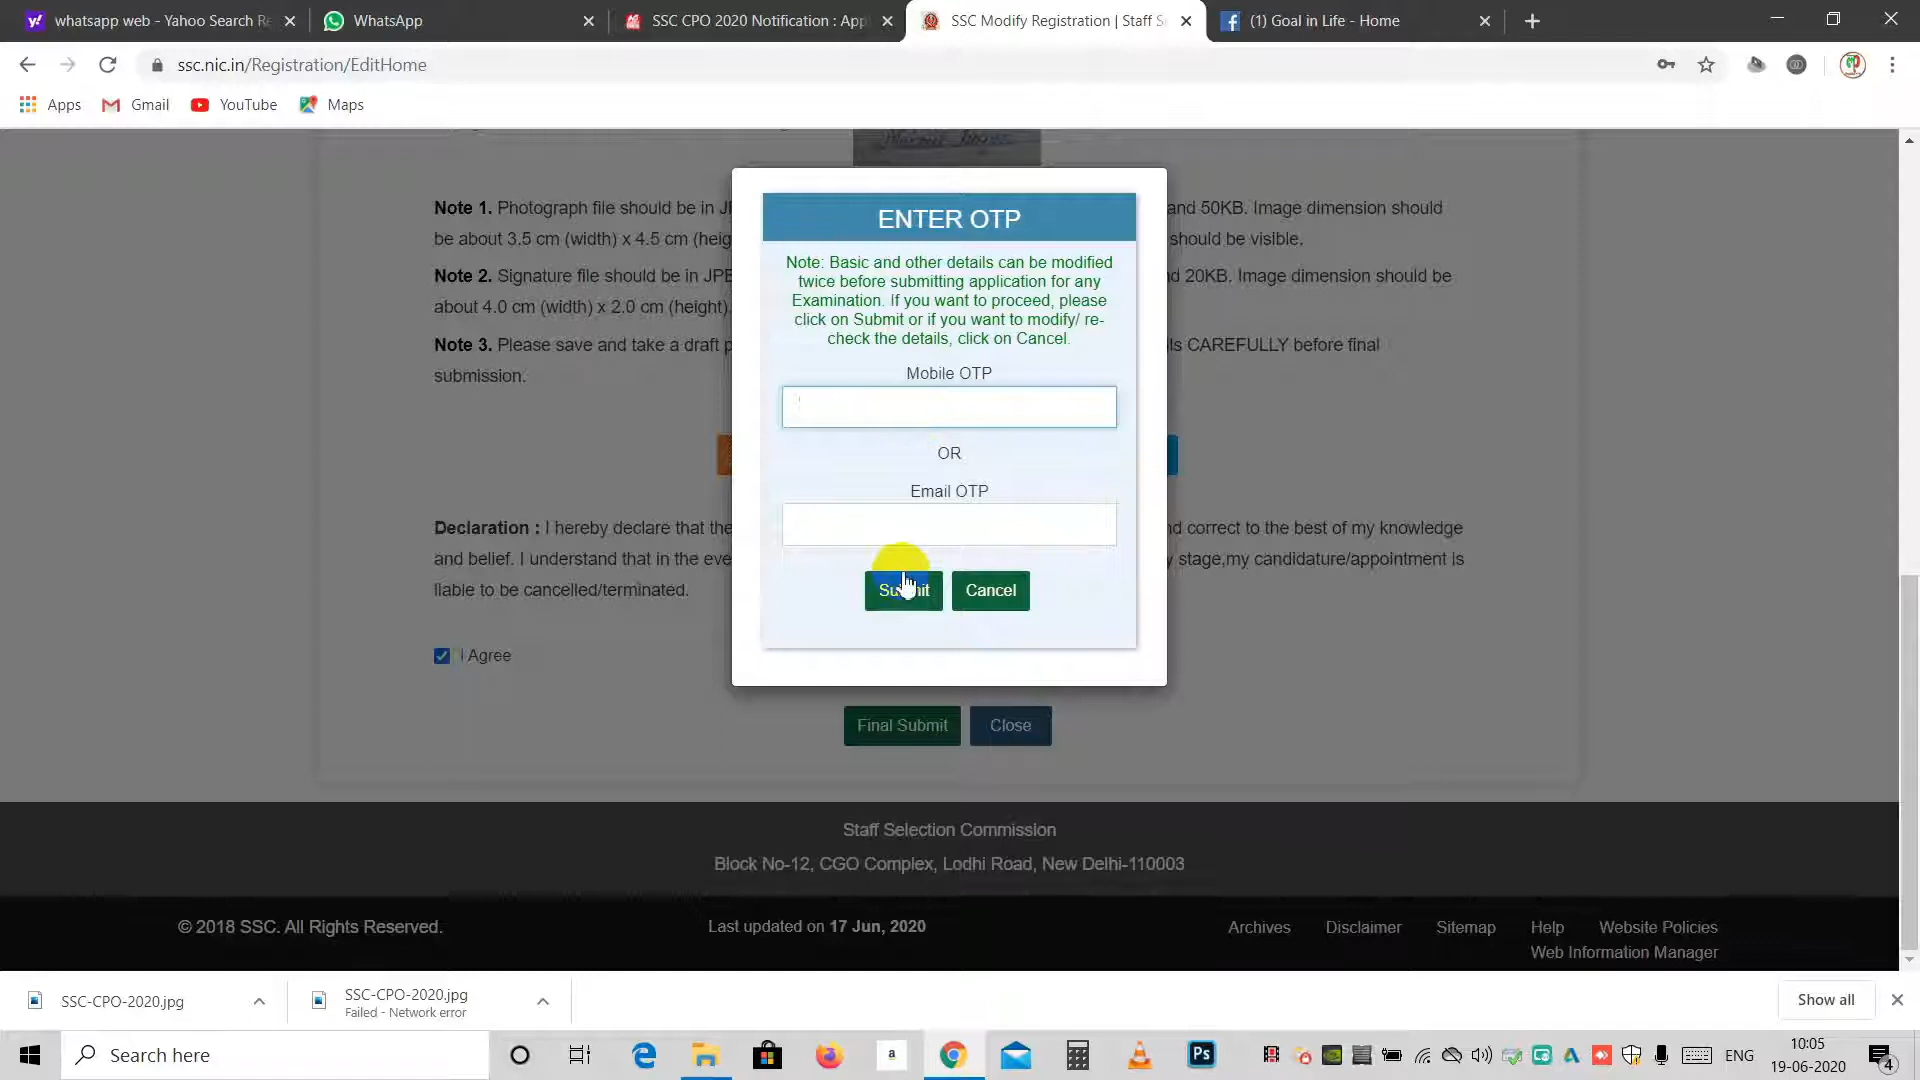 whatsapp web - Yahoo Search Re
WhatsApp
SSC CPO 2020 Notification : App
SSC Modify Registration | Staff S
(1) Goal in Life - Home
ssc.nic.in/Registration/EditHome
Apps
Gmail
YouTube
Maps
ENTER OTP
Note: Basic and other details can be modified
twice before submitting application for any
Examination. If you want to proceed, please
click on Submit or if you want to modify/ re-
check the details, click on Cancel.
Mobile OTP
OR
Email OTP
Submit
Cancel
Note 1. Photograph file should be in JP and 50KB. Image dimension should
be about 3.5 cm (width) x 4.5 cm (heig should be visible.
Note 2. Signature file should be in JPE nd 20KB. Image dimension should be
about 4.0 cm (width) x 2.0 cm (height)
Note 3. Please save and take a draft p ls CAREFULLY before final
submission.
Declaration : I hereby declare that the nd correct to the best of my knowledge
and belief. I understand that in the eve y stage,my candidature/appointment is
liable to be cancelled/terminated.
I Agree
Final Submit
Close
Staff Selection Commission
Block No-12, CGO Complex, Lodhi Road, New Delhi-110003
© 2018 SSC. All Rights Reserved.
Last updated on 17 Jun, 2020
Archives
Disclaimer
Sitemap
Help
Website Policies
Web Information Manager
SSC-CPO-2020.jpg
SSC-CPO-2020.jpg
Failed - Network error
Show all
Search here
a
Ps
ENG
10:05
19-06-2020
4